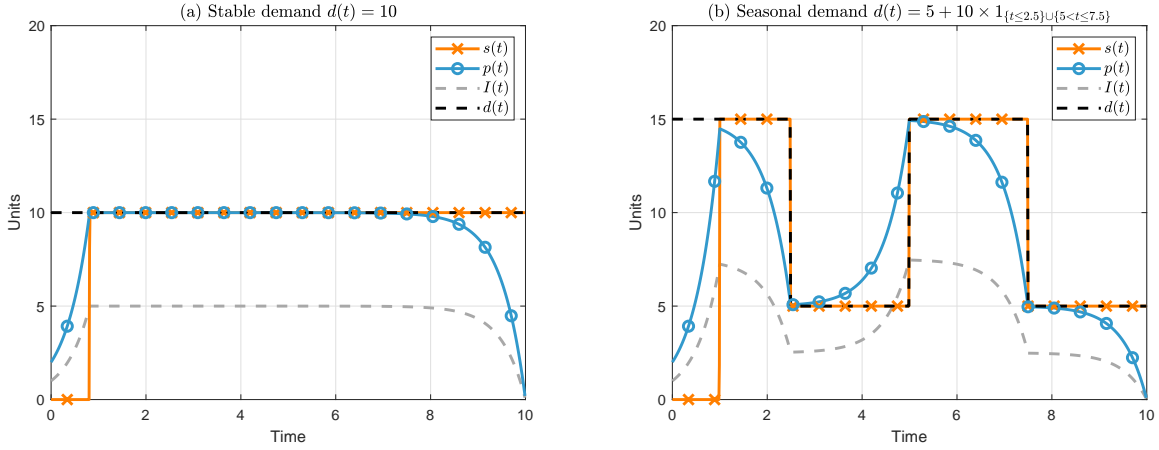 (a) Stable demand d(t) = 10
20
15
10
5
0
0 2 4 6 8 10
Units
Time
s(t)
p(t)
I(t)
d(t)
(b) Seasonal demand d(t) = 5 + 10 × 1_{{t≤2.5}∪{5<t≤7.5}}
20
15
10
5
0
0 2 4 6 8 10
Units
Time
s(t)
p(t)
I(t)
d(t)